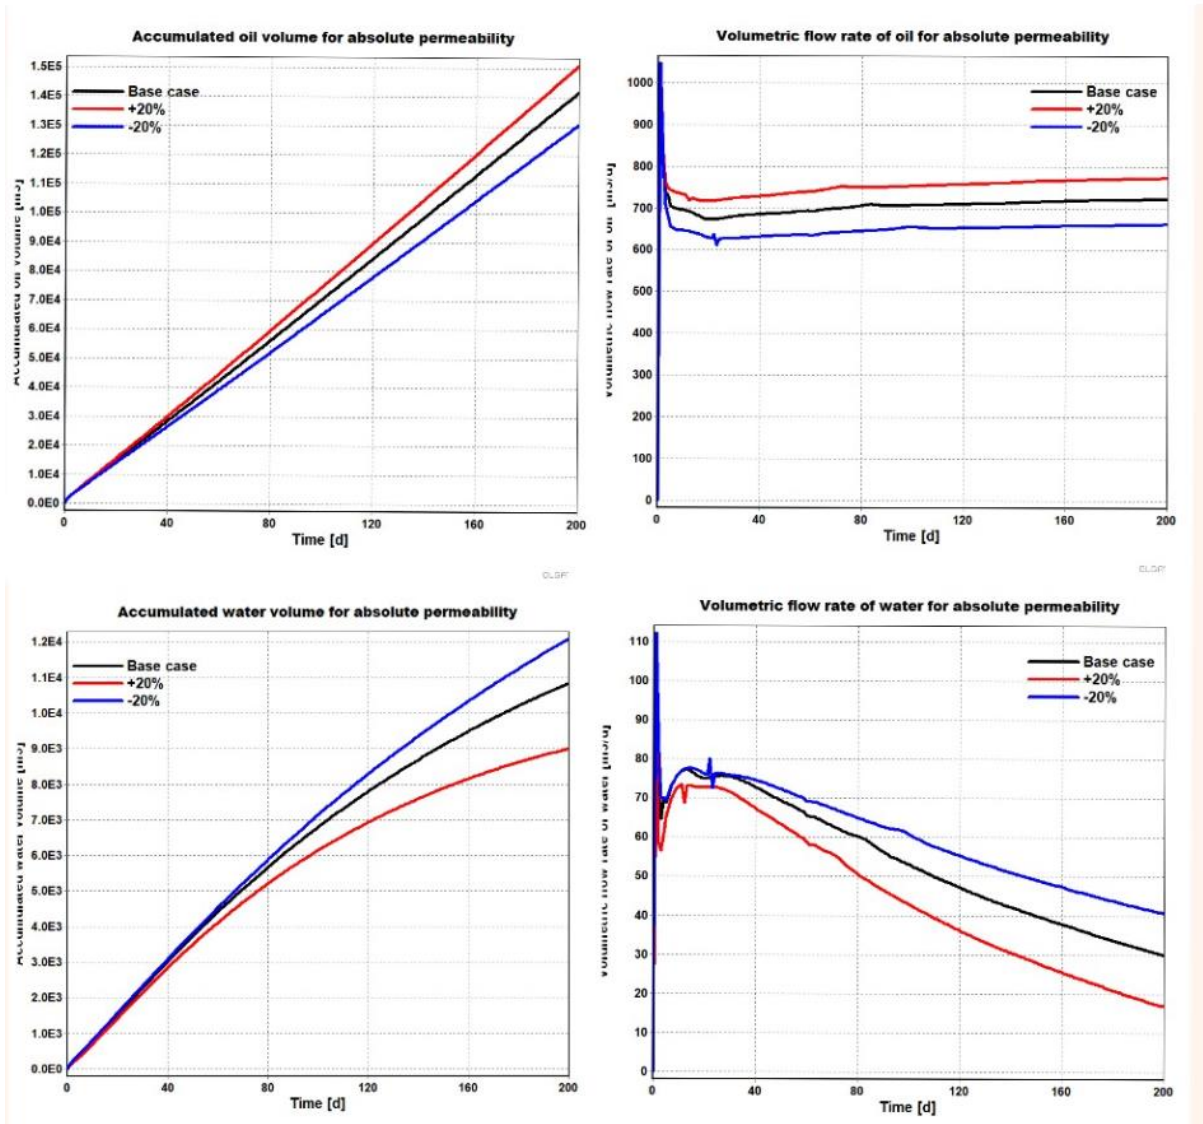 Accumulated oil volume for absolute permeability
Base case
+20%
-20%
1.5E5
1.4E5
1.3E5
1.2E5
1.1E5
1.0E5
9.0E4
8.0E4
7.0E4
6.0E4
5.0E4
4.0E4
3.0E4
2.0E4
1.0E4
0.0E0
Accumulated oil volume [m3]
0 40 80 120 160 200
Time [d]
Volumetric flow rate of oil for absolute permeability
Base case
+20%
-20%
1000
900
800
700
600
500
400
300
200
100
0
0 40 80 120 160 200
Time [d]
Accumulated water volume for absolute permeability
Base case
+20%
-20%
1.2E4
1.1E4
1.0E4
9.0E3
8.0E3
7.0E3
6.0E3
5.0E3
4.0E3
3.0E3
2.0E3
1.0E3
0.0E0
Accumulated water volume [m3]
0 40 80 120 160 200
Time [d]
Volumetric flow rate of water for absolute permeability
Base case
+20%
-20%
110
100
90
80
70
60
50
40
30
20
10
0
0 40 80 120 160 200
Time [d]